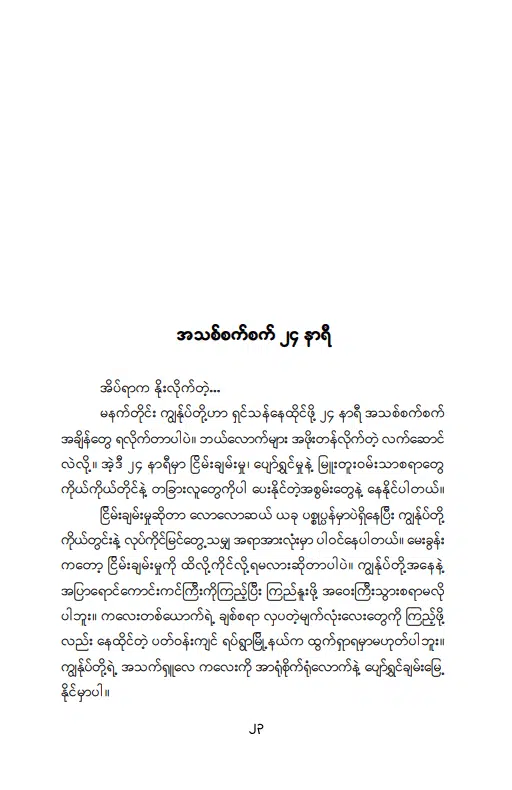 အသစ်စက်စက် ၂၄ နာရီ
အိပ်ရာက နိုးလိုက်တဲ့...
မနက်တိုင်း ကျွန်ုပ်တို့ဟာ ရှင်သန်နေထိုင်ဖို့ ၂၄ နာရီ အသစ်စက်စက်
အချိန်တွေ ရလိုက်တာပါပဲ။ ဘယ်လောက်များ အဖိုးတန်လိုက်တဲ့ လက်ဆောင်
လဲလို့။ အဲ့ဒီ ၂၄ နာရီမှာ ငြိမ်းချမ်းမှု၊ ပျော်ရွှင်မှုနဲ့ မြူးတူးဝမ်းသာစရာတွေ
ကိုယ်ကိုယ်တိုင်နဲ့ တခြားလူတွေကိုပါ ပေးနိုင်တဲ့အစွမ်းတွေနဲ့ နေနိုင်ပါတယ်။
ငြိမ်းချမ်းမှုဆိုတာ လောလောဆယ် ယခု ပစ္စုပ္ပန်မှာပဲရှိနေပြီး ကျွန်ုပ်တို့
ကိုယ်တွင်းနဲ့ လုပ်ကိုင်မြင်တွေ့သမျှ အရာအားလုံးမှာ ပါဝင်နေပါတယ်။ မေးခွန်း
ကတော့ ငြိမ်းချမ်းမှုကို ထိလို့ကိုင်လို့ရမလားဆိုတာပါပဲ။ ကျွန်ုပ်တို့အနေနဲ့
အပြာရောင်ကောင်းကင်ကြီးကိုကြည့်ပြီး ကြည်နူးဖို့ အဝေးကြီးသွားစရာမလို
ပါဘူး။ ကလေးတစ်ယောက်ရဲ့ ချစ်စရာ လှပတဲ့မျက်လုံးလေးတွေကို ကြည့်ဖို့
လည်း နေထိုင်တဲ့ ပတ်ဝန်းကျင် ရပ်ရွာမြို့နယ်က ထွက်ရှာရမှာမဟုတ်ပါဘူး။
ကျွန်ုပ်တို့ရဲ့ အသက်ရှူလေ ကလေးကို အာရုံစိုက်ရုံလောက်နဲ့ ပျော်ရွှင်ချမ်းမြေ့
နိုင်မှာပါ။
၂၃